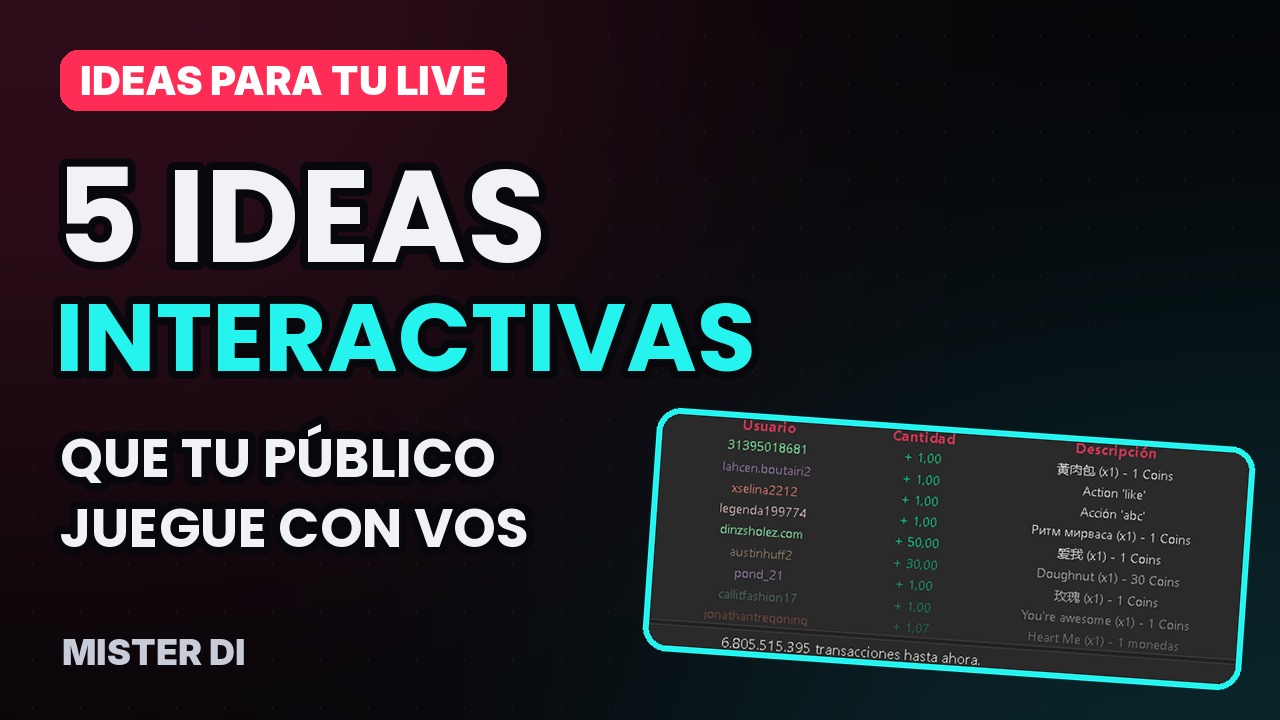 IDEAS PARA TU LIVE
5 IDEAS
INTERACTIVAS
QUE TU PÚBLICO
JUEGUE CON VOS
MISTER DI
Usuario Cantidad Descripción
31395018681 + 1,00 黃肉包 (x1) - 1 Coins
lahcen.boutairi2 + 1,00 Action 'like'
xselina2212 + 1,00 Acción 'abc'
legenda199774 + 1,00 Ритм мирваса (x1) - 1 Coins
dinzsholez.com + 50,00 爱我 (x1) - 1 Coins
austinhuff2 + 30,00 Doughnut (x1) - 30 Coins
pond_21 + 1,00 玫瑰 (x1) - 1 Coins
callitfashion17 + 1,00 You're awesome (x1) - 1 Coins
jonathantregoning + 1,07 Heart Me (x1) - 1 monedas
6.805.515.395 transacciones hasta ahora.